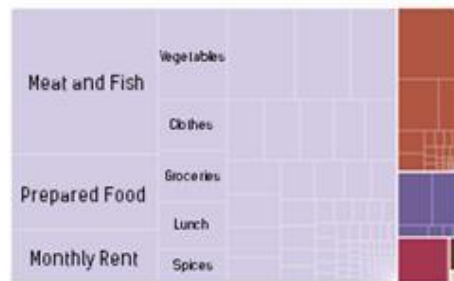 Meat and Fish
Prepared Food
Monthly Rent
Vegetables
Clothes
Groceries
Lunch
Spices